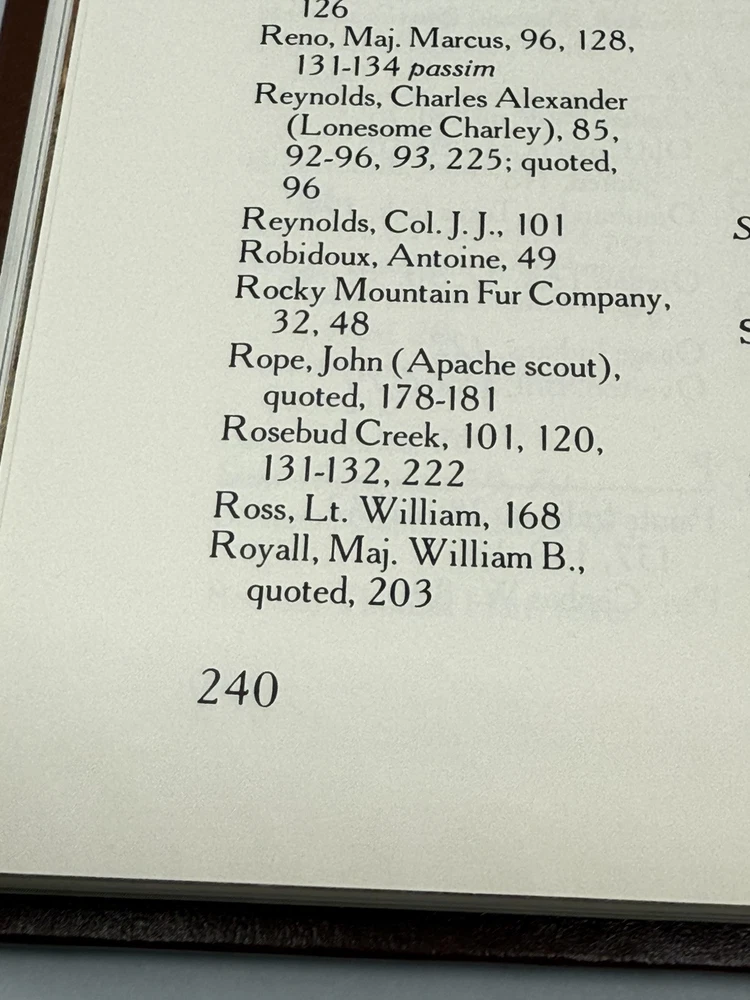 126
Reno, Maj. Marcus, 96, 128,
131-134 passim
Reynolds, Charles Alexander
(Lonesome Charley), 85,
92-96, 93, 225; quoted,
96
Reynolds, Col. J. J., 101
Robidoux, Antoine, 49
Rocky Mountain Fur Company,
32, 48
Rope, John (Apache scout),
quoted, 178-181
Rosebud Creek, 101, 120,
131-132, 222
Ross, Lt. William, 168
Royall, Maj. William B.,
quoted, 203
240
S
S